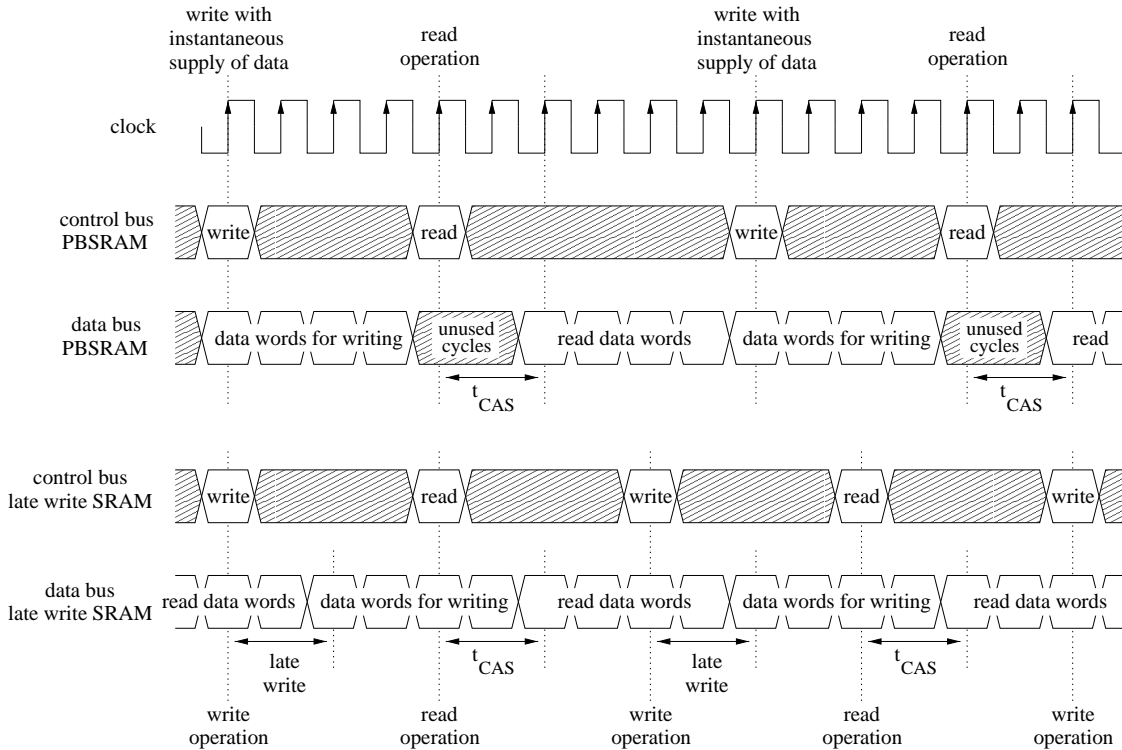 write with
instantaneous
supply of data
read
operation
write with
instantaneous
supply of data
read
operation
clock
control bus
PBSRAM
write
read
write
read
data bus
PBSRAM
data words for writing
unused
cycles
read data words
data words for writing
unused
cycles
read
t CAS
t CAS
control bus
late write SRAM
write
read
write
read
write
data bus
late write SRAM
read data words
data words for writing
read data words
data words for writing
read data words
late
write
t CAS
late
write
t CAS
write
operation
read
operation
write
operation
read
operation
write
operation